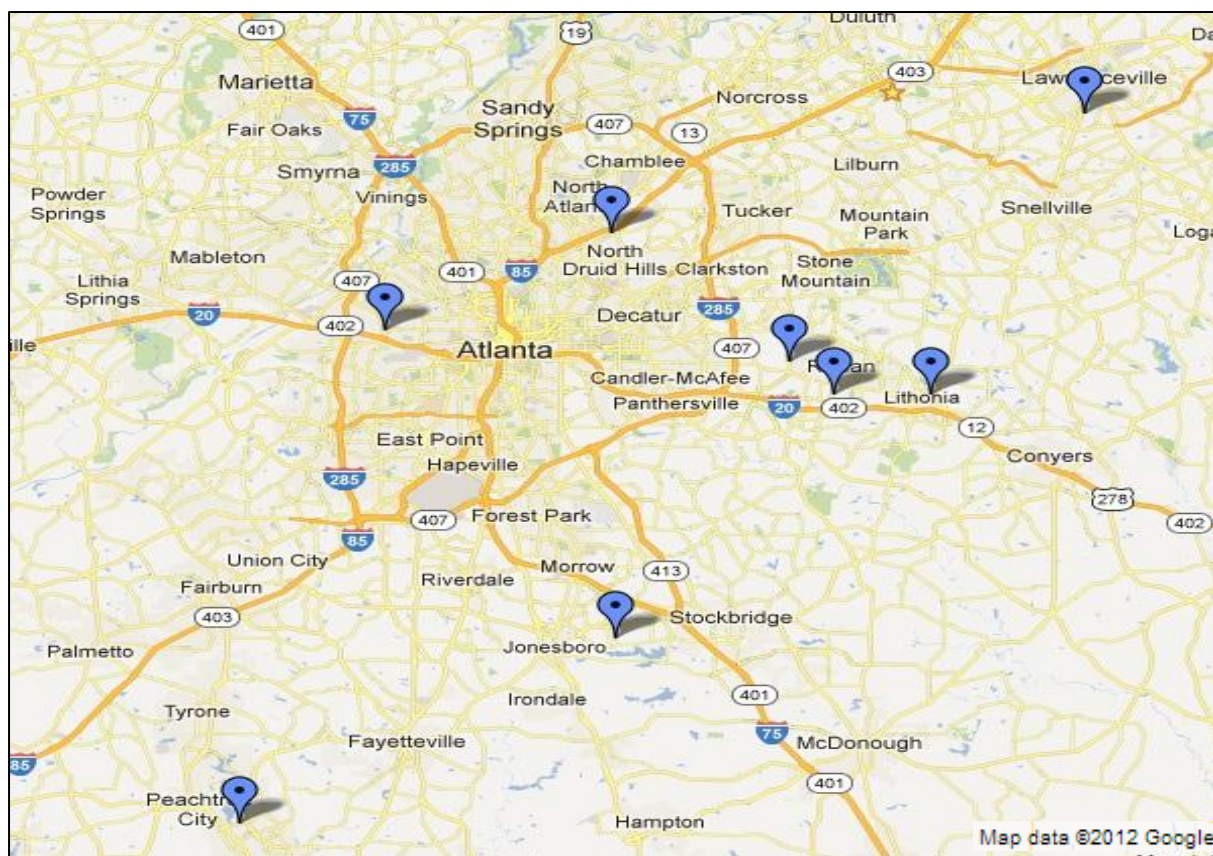 401
19
Duluth
Marietta
403
Da
75
Sandy
Springs
Norcross
Fair Oaks
407
13
Smyrna
285
Chamblee
Lilburn
Powder
Springs
Vinings
North
Tucker
Mountain
Park
Snellville
Mableton
North
Druid Hills
Clarkston
Stone
Mountain
Lithia
Springs
407
401
85
20
402
Decatur
285
407
Atlanta
Candler-McAfee
Panthersville
20
402
Lithonia
12
East Point
Hapeville
Conyers
285
278
402
407
Forest Park
85
Union City
Morrow
Riverdale
413
Fairburn
403
Stockbridge
Palmetto
Jonesboro
Irondale
401
Tyrone
75
Fayetteville
McDonough
85
401
City
Hampton
Map data ©2012 Google